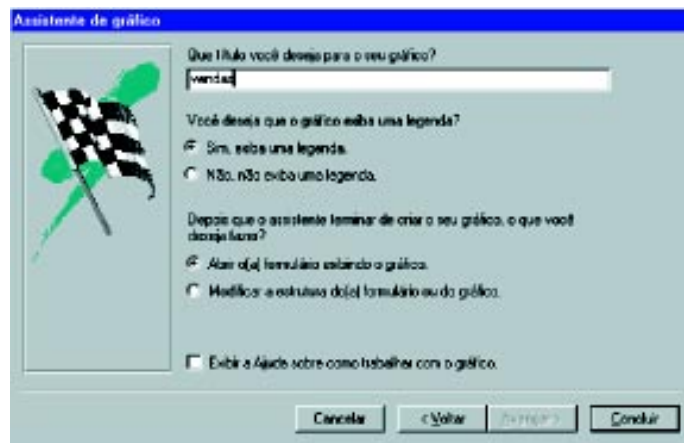 Assistente de gráfico
Que título você deseja para o seu gráfico?
vendas
Você deseja que o gráfico exiba uma legenda?
Sim, exiba uma legenda.
Não, não exiba uma legenda.
Depois que o assistente terminar de criar o seu gráfico, o que você
deseja fazer?
Abrir o(a) formulário exibindo o gráfico.
Modificar a estrutura do(a) formulário ou do gráfico.
Exibir a Ajuda sobre como trabalhar com o gráfico.
Cancelar
< Voltar
Avançar >
Concluir